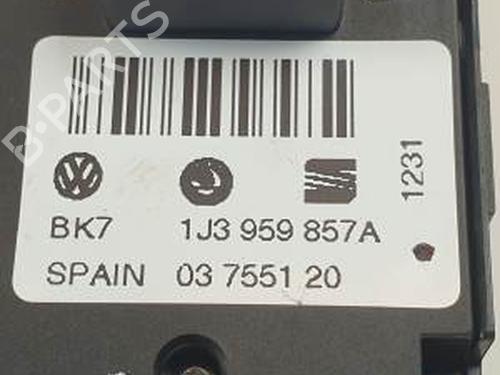 B-PARTS
BK7 1J3 959 857A
SPAIN 03 7551 20
1231